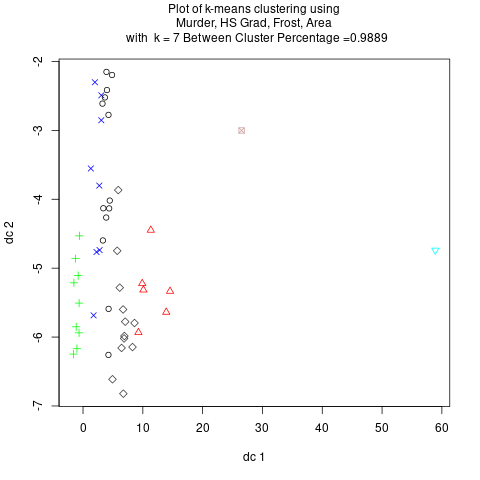 Plot of k-means clustering using
Murder, HS Grad, Frost, Area
with k = 7 Between Cluster Percentage =0.9889
dc 2
-2
-3
-4
-5
-6
-7
0 10 20 30 40 50 60
dc 1